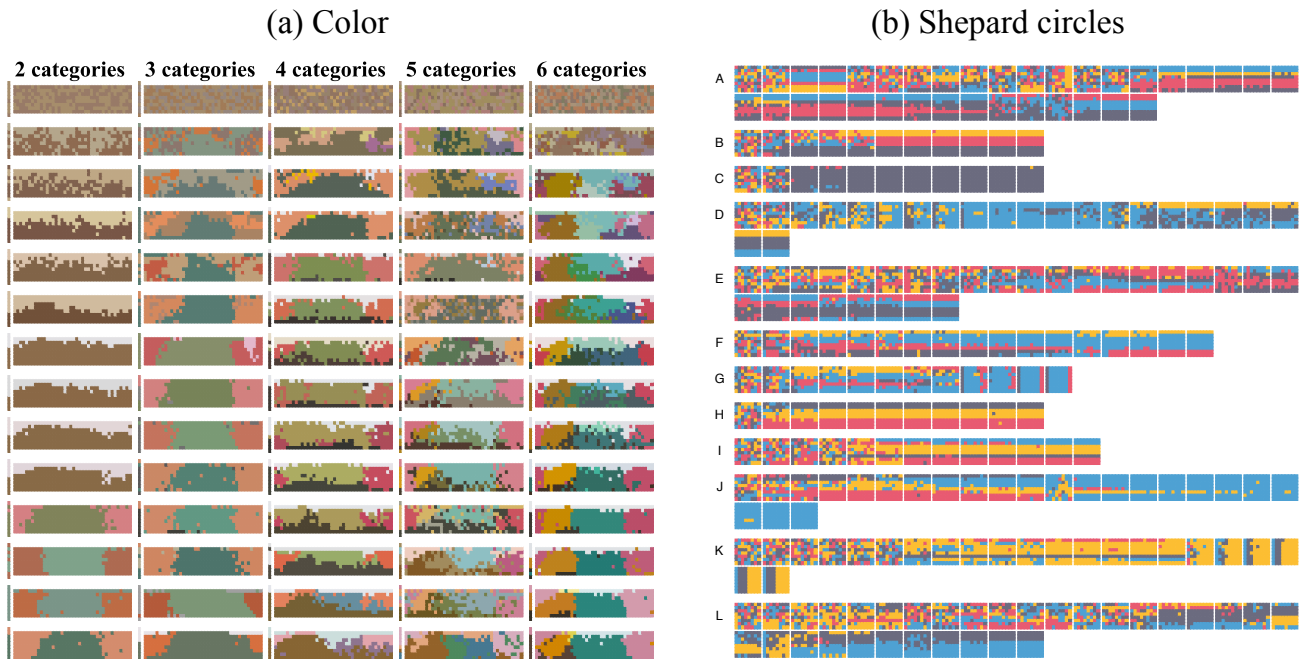 (a) Color
(b) Shepard circles
2 categories 3 categories 4 categories 5 categories 6 categories
A
B
C
D
E
F
G
H
I
J
K
L